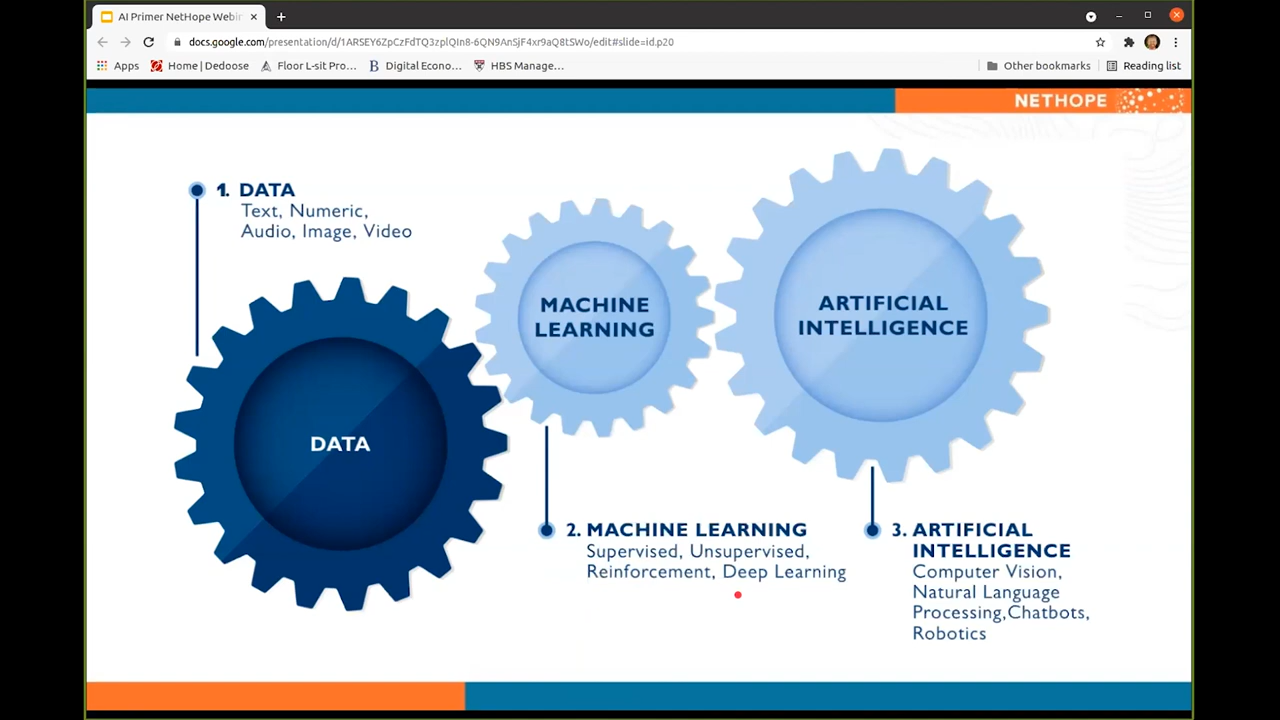 AI Primer NetHope Webin
docs.google.com/presentation/d/1ARSEY6ZpCzFdTQ3zplQIn8-6QN9AnSjF4xr9aQ8tSWo/edit#slide=id.p20
Apps
Home | Dedoose
Floor L-sit Pro...
Digital Econo...
HBS Manage...
Other bookmarks
Reading list
NETHOPE
1. DATA
Text, Numeric,
Audio, Image, Video
MACHINE
LEARNING
ARTIFICIAL
INTELLIGENCE
DATA
2. MACHINE LEARNING
Supervised, Unsupervised,
Reinforcement, Deep Learning
3. ARTIFICIAL
INTELLIGENCE
Computer Vision,
Natural Language
Processing,Chatbots,
Robotics